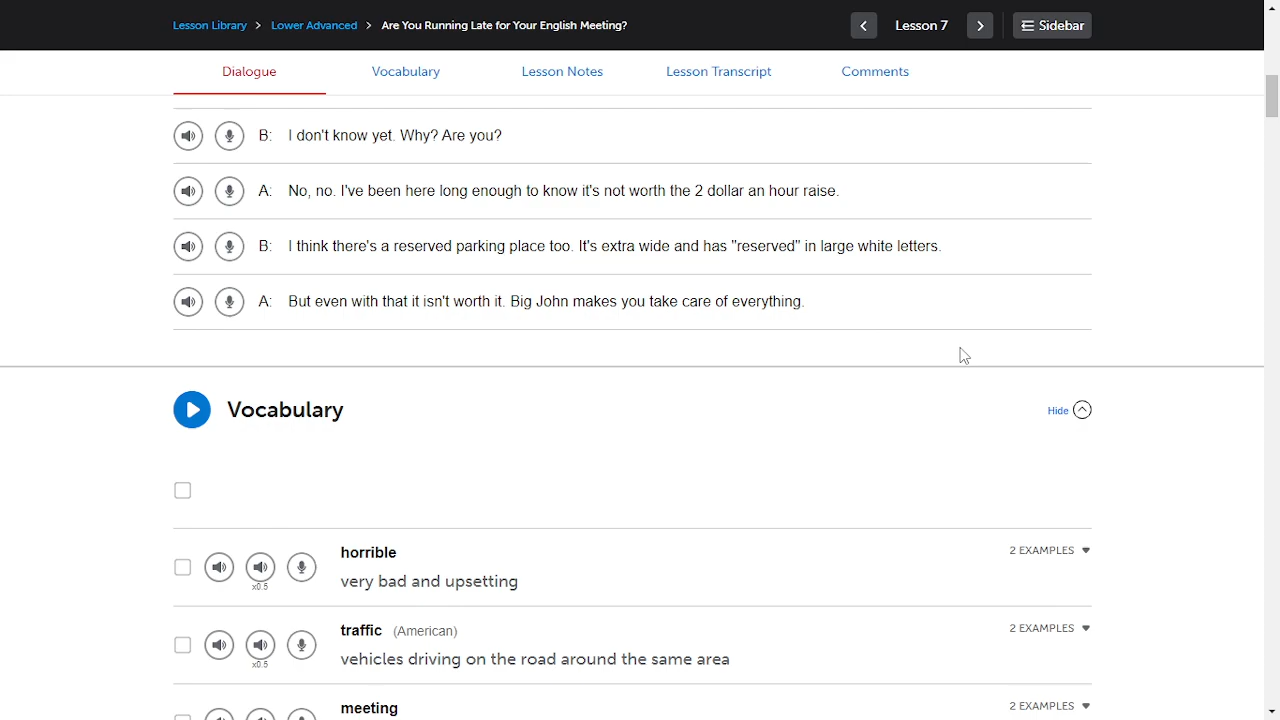 Lesson Library > Lower Advanced > Are You Running Late for Your English Meeting?
Lesson 7
Sidebar
Dialogue
Vocabulary
Lesson Notes
Lesson Transcript
Comments
B: I don't know yet. Why? Are you?
A: No, no. I've been here long enough to know it's not worth the 2 dollar an hour raise.
B: I think there's a reserved parking place too. It's extra wide and has "reserved" in large white letters.
A: But even with that it isn't worth it. Big John makes you take care of everything.
Vocabulary
Hide
horrible
2 EXAMPLES
x0.5
very bad and upsetting
traffic (American)
2 EXAMPLES
x0.5
vehicles driving on the road around the same area
meeting
2 EXAMPLES